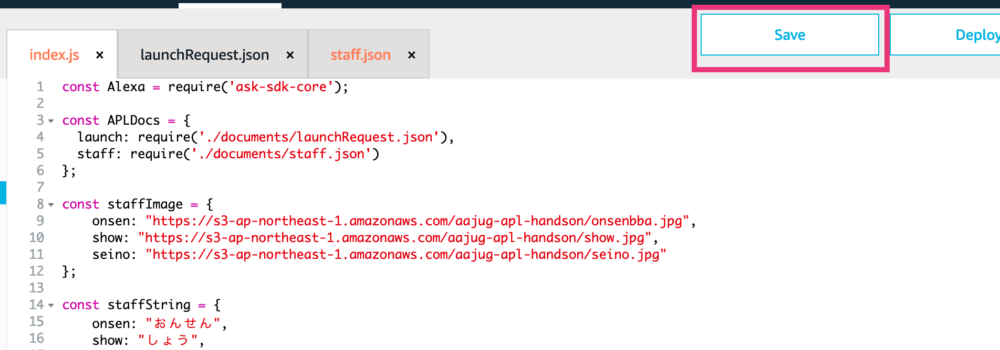 Save
Deploy
index.js × launchRequest.json × staff.json ×
1 const Alexa = require('ask-sdk-core');
2
3 const APLDocs = {
4 launch: require('./documents/launchRequest.json'),
5 staff: require('./documents/staff.json')
6 };
7
8 const staffImage = {
9 onsen: "https://s3-ap-northeast-1.amazonaws.com/aajug-apl-handson/onsenbba.jpg",
10 show: "https://s3-ap-northeast-1.amazonaws.com/aajug-apl-handson/show.jpg",
11 seino: "https://s3-ap-northeast-1.amazonaws.com/aajug-apl-handson/seino.jpg"
12 };
13
14 const staffString = {
15 onsen: "おんせん",
16 show: "しょう",